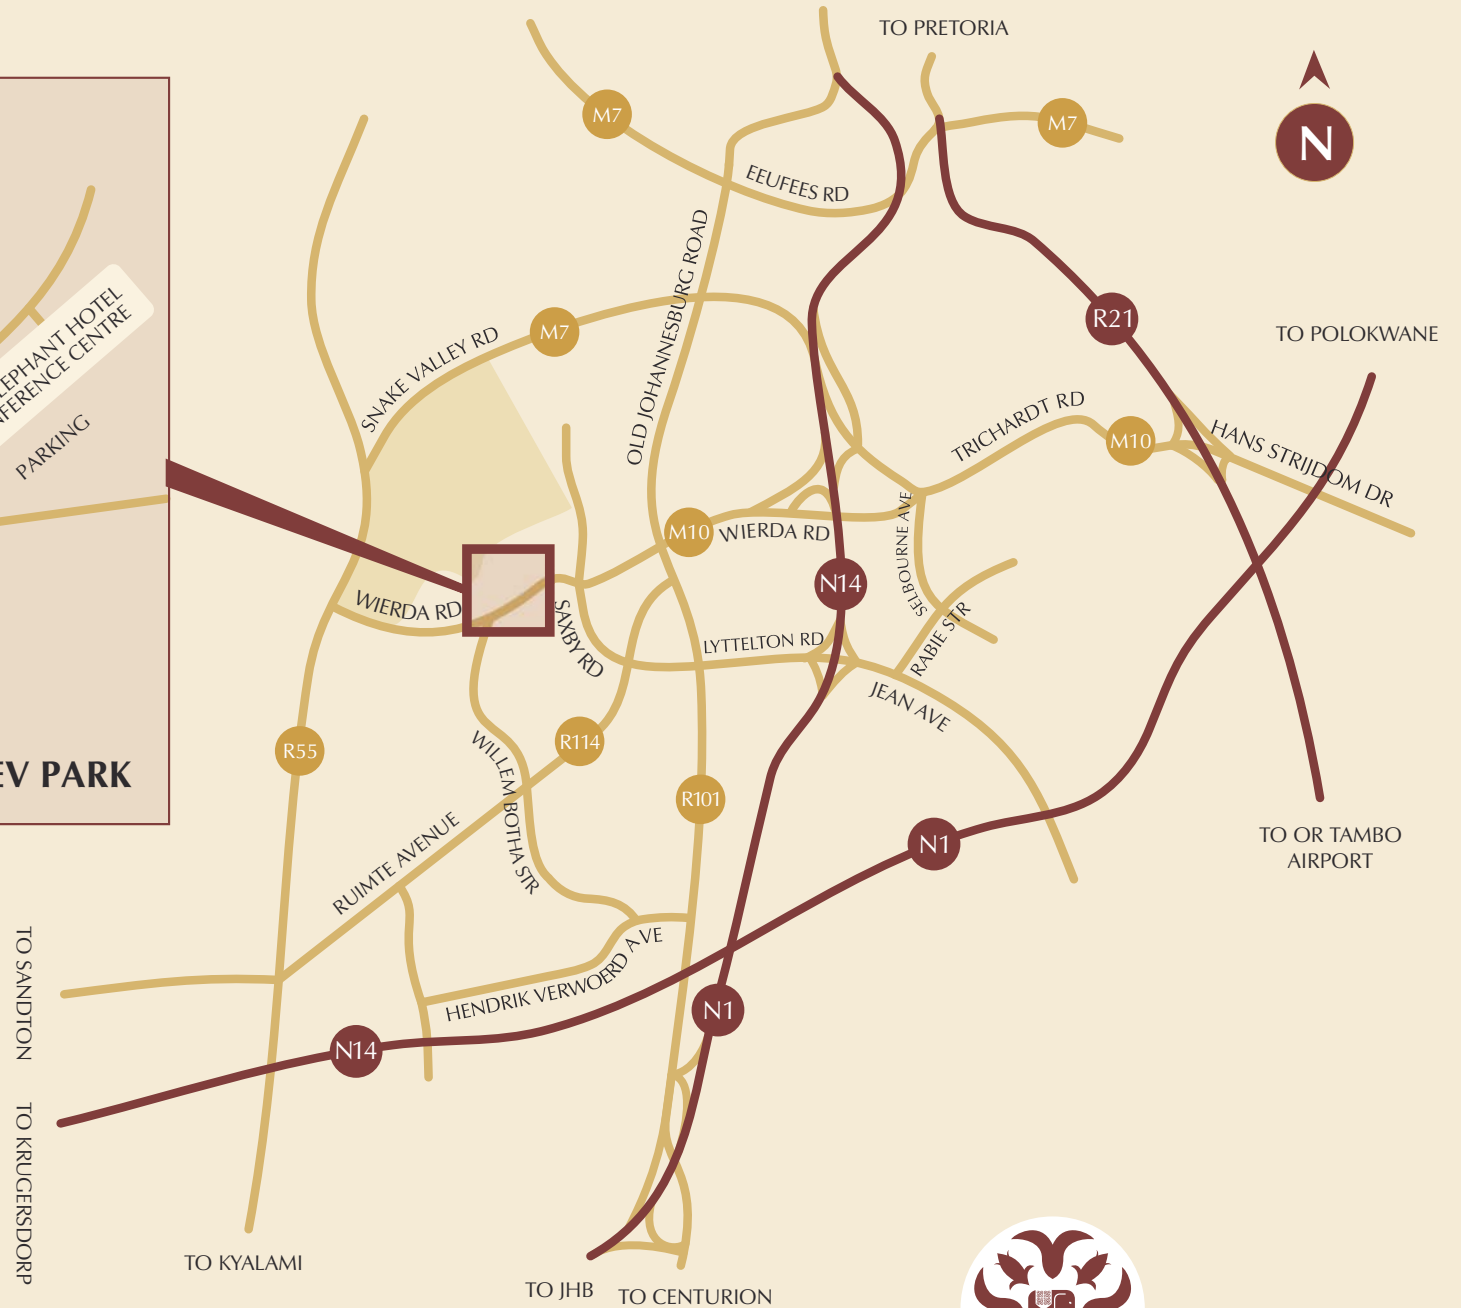 TO PRETORIA
M7
M7
N
EEUFEES RD
OLD JOHANNESBURG ROAD
R21
TO POLOKWANE
M7
SNAKE VALLEY RD
LEPHANT HOTEL
NFERENCE CENTRE
PARKING
TRICHARDT RD
M10
HANS STRIJDOM DR
M10
WIERDA RD
SELBOURNE AVE
N14
WIERDA RD
SAXBY RD
LYTTELTON RD
RABIE STR
JEAN AVE
R55
R114
WILLEM BOTHA STR
EV PARK
R101
RUIMTE AVENUE
N1
TO OR TAMBO
AIRPORT
HENDRIK VERWOERD AVE
TO SANDTON
N1
N14
TO KRUGERSDORP
TO KYALAMI
TO JHB
TO CENTURION